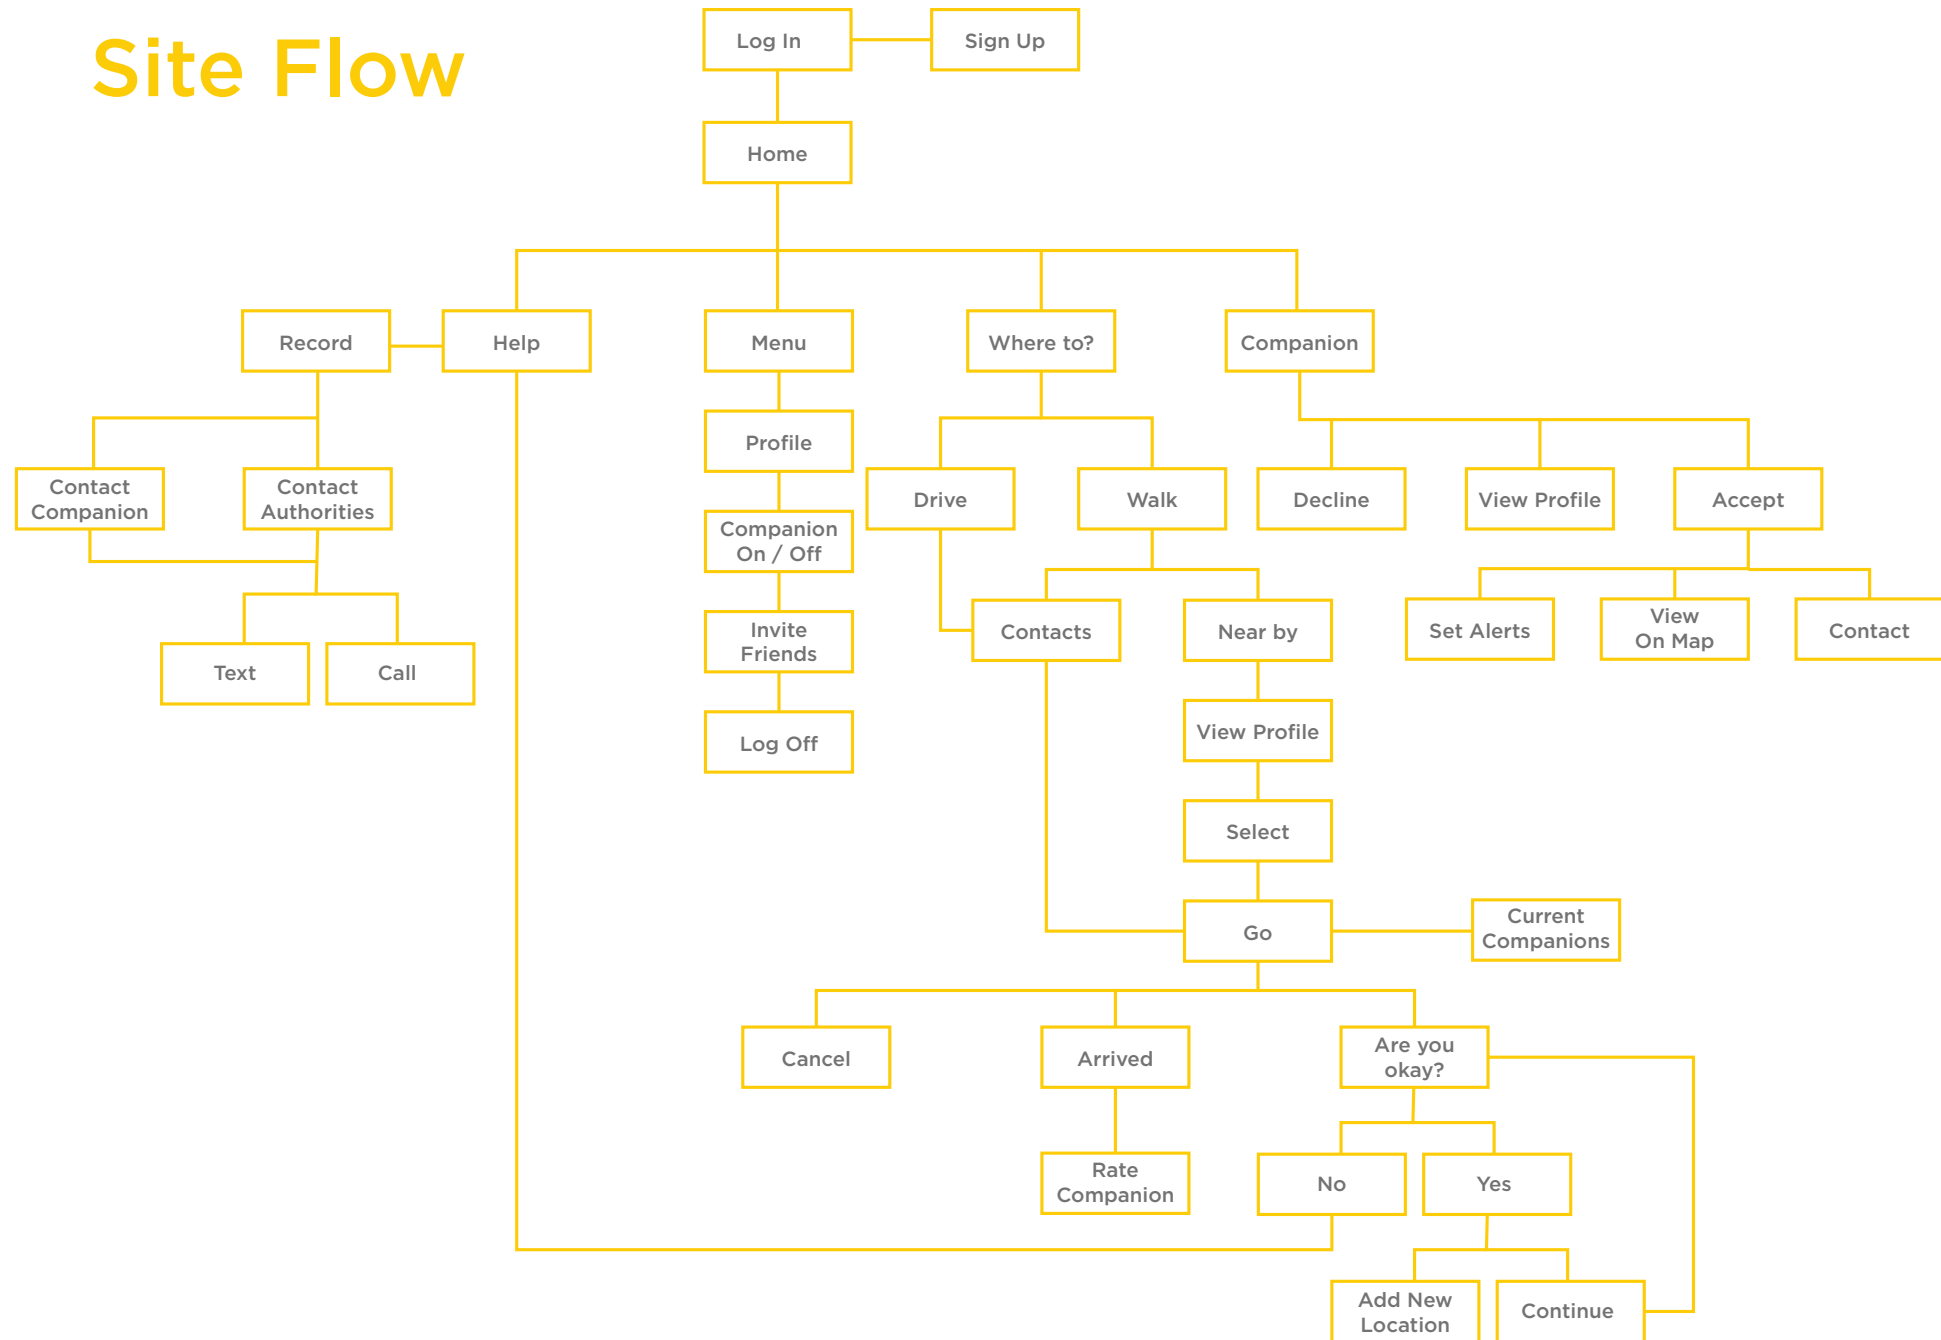 Site Flow
Log In
Sign Up
Home
Record
Help
Menu
Where to?
Companion
Profile
Contact
Companion
Contact
Authorities
Drive
Walk
Decline
View Profile
Accept
Companion
On / Off
Invite
Friends
Contacts
Near by
Set Alerts
View
On Map
Contact
Text
Call
Log Off
View Profile
Select
Go
Current
Companions
Cancel
Arrived
Are you
okay?
Rate
Companion
No
Yes
Add New
Location
Continue